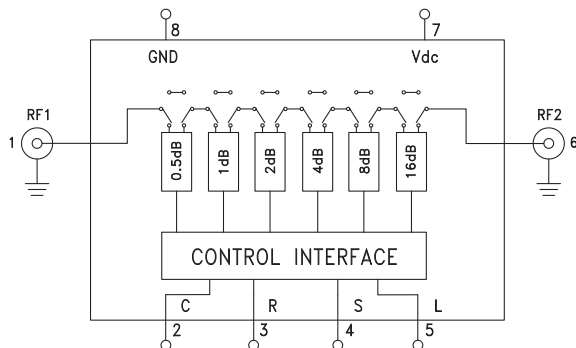 8
7
GND
Vdc
RF1
RF2
1
6
0.5dB
1dB
2dB
4dB
8dB
16dB
CONTROL INTERFACE
C
R
S
L
2
3
4
5